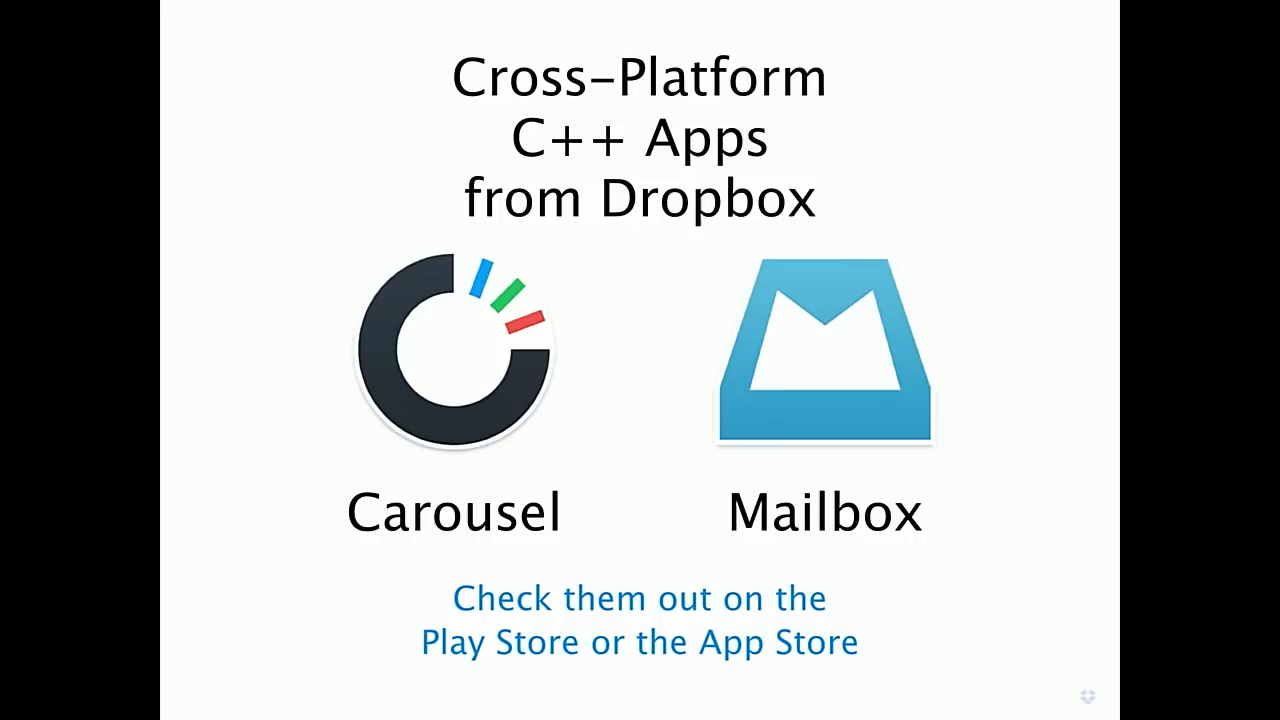 Cross-Platform
C++ Apps
from Dropbox
Carousel
Mailbox
Check them out on the
Play Store or the App Store